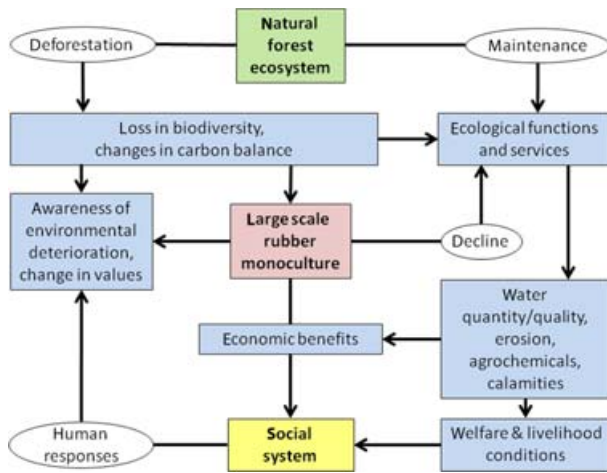 Deforestation
Natural
forest
ecosystem
Maintenance
Loss in biodiversity,
changes in carbon balance
Ecological functions
and services
Awareness of
environmental
deterioration,
change in values
Large scale
rubber
monoculture
Decline
Water
quantity/quality,
erosion,
agrochemicals,
calamities
Economic benefits
Human
responses
Social
system
Welfare & livelihood
conditions